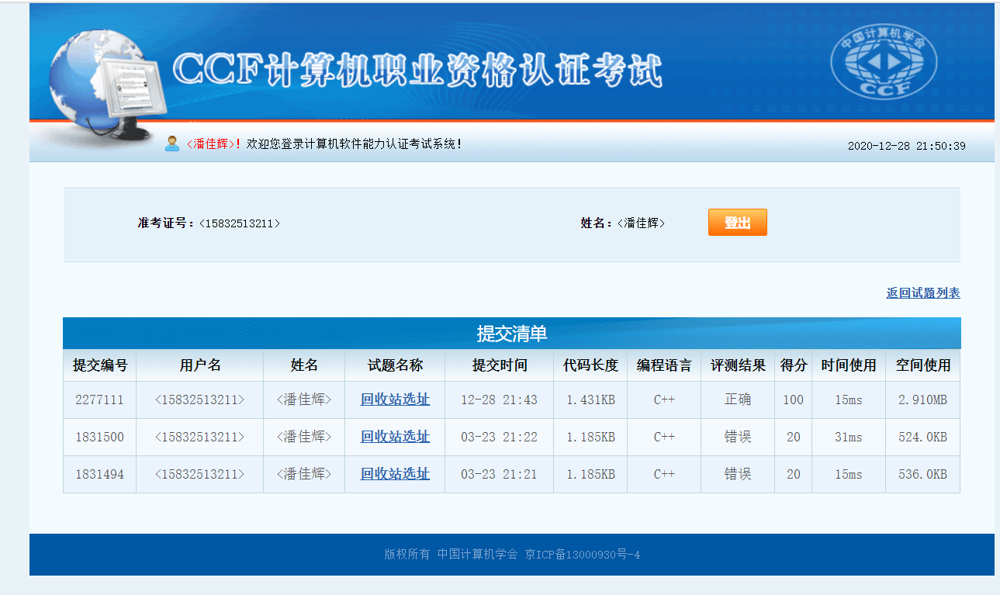 CCF计算机职业资格认证考试
中国计算机学会
CCF
<潘佳辉>! 欢迎您登录计算机软件能力认证考试系统!
2020-12-28 21:50:39
准考证号：<15832513211>
姓名：<潘佳辉>
登出
返回试题列表
提交清单
提交编号 用户名 姓名 试题名称 提交时间 代码长度 编程语言 评测结果 得分 时间使用 空间使用
2277111 <15832513211> <潘佳辉> 回收站选址 12-28 21:43 1.431KB C++ 正确 100 15ms 2.910MB
1831500 <15832513211> <潘佳辉> 回收站选址 03-23 21:22 1.185KB C++ 错误 20 31ms 524.0KB
1831494 <15832513211> <潘佳辉> 回收站选址 03-23 21:21 1.185KB C++ 错误 20 15ms 536.0KB
版权所有 中国计算机学会 京ICP备13000930号-4